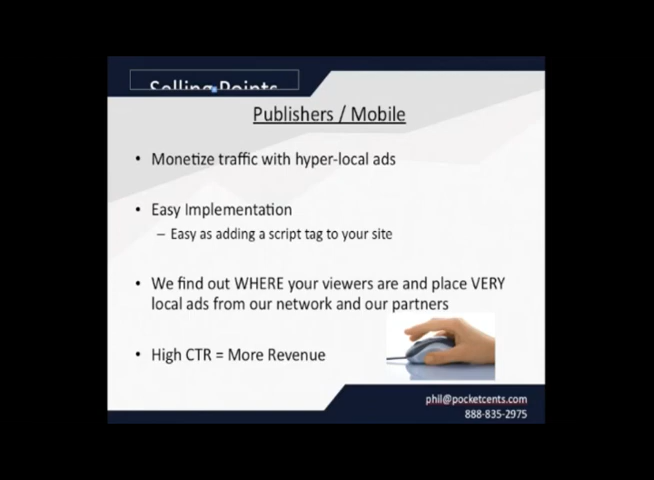 Selling Points
Publishers / Mobile
• Monetize traffic with hyper-local ads
• Easy Implementation
– Easy as adding a script tag to your site
• We find out WHERE your viewers are and place VERY
local ads from our network and our partners
• High CTR = More Revenue
phil@pocketcents.com
888-835-2975